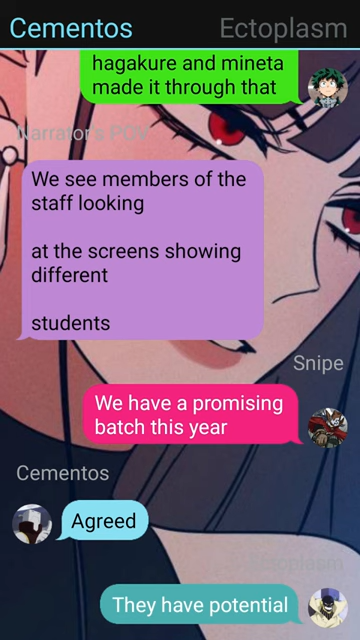 Cementos Ectoplasm
hagakure and mineta
made it through that
Narrator's POV
We see members of the
staff looking
at the screens showing
different
students
Snipe
We have a promising
batch this year
Cementos
Agreed
Ectoplasm
They have potential